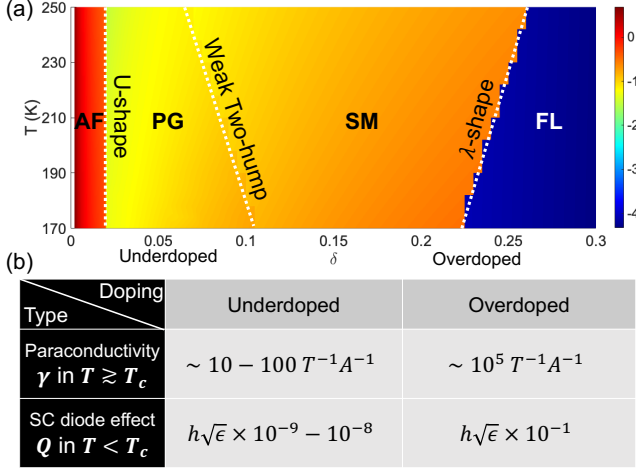 (a)
250
230
210
190
170
T (K)
AF
U-shape
PG
Weak Two-hump
SM
λ-shape
FL
0
0.05
0.1
0.15
0.2
0.25
0.3
Underdoped
δ
Overdoped
0
-1
-2
-3
-4
(b)
Doping
Type
Underdoped
Overdoped
Paraconductivity
γ in T ≳ T_c
~ 10 − 100 T⁻¹A⁻¹
~ 10⁵ T⁻¹A⁻¹
SC diode effect
Q in T < T_c
h√ϵ × 10⁻⁹ − 10⁻⁸
h√ϵ × 10⁻¹